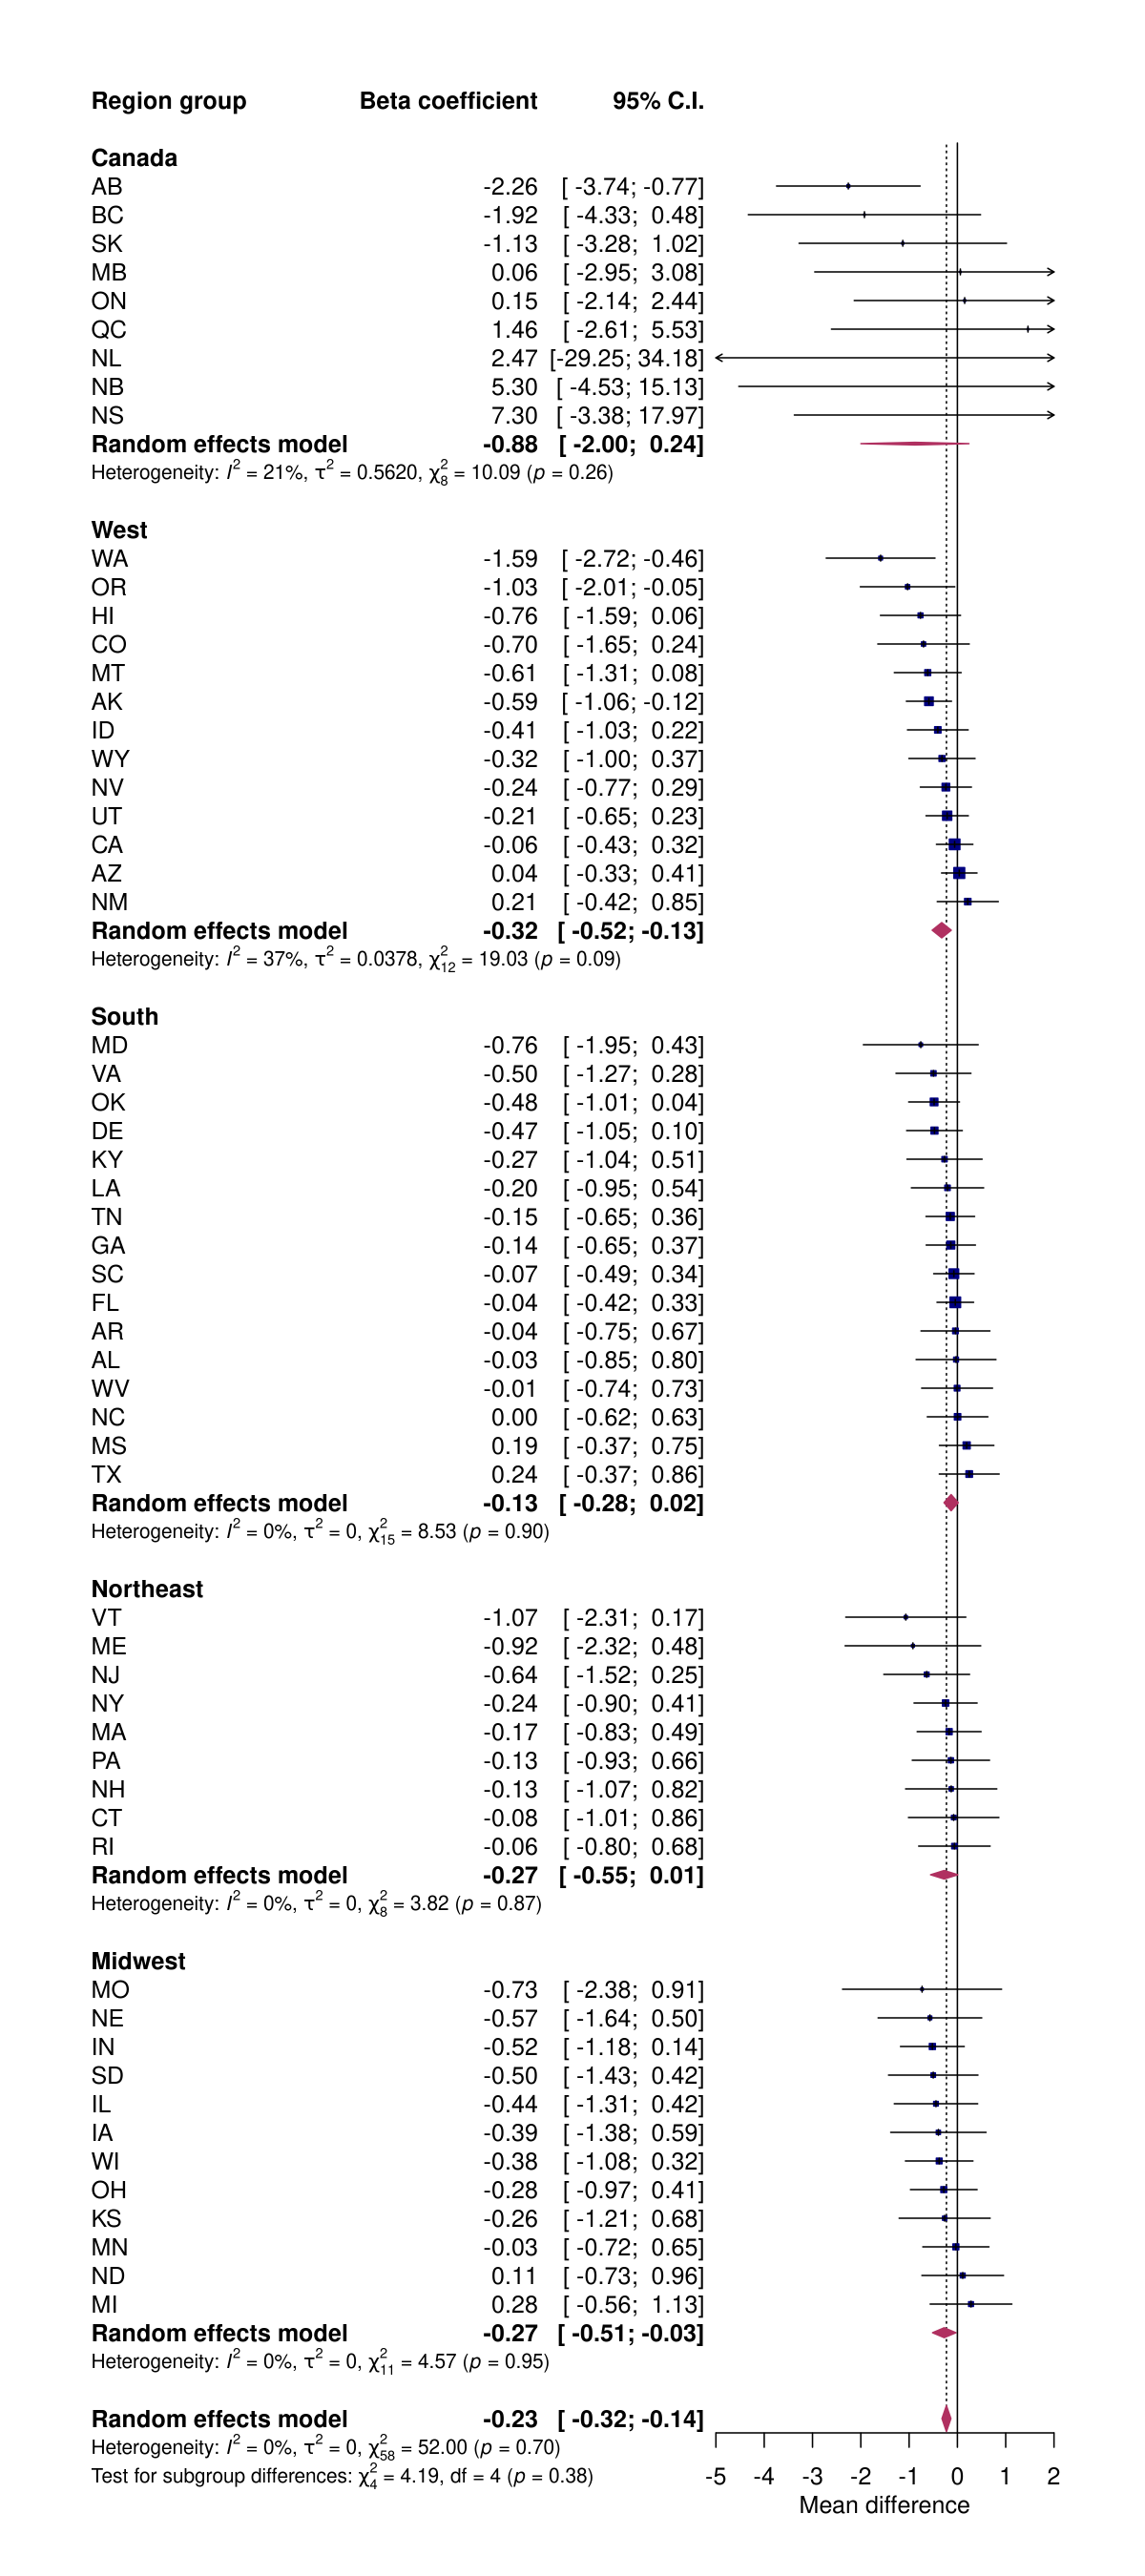 Region group Beta coefficient 95% C.I.
Canada
AB -2.26 [ -3.74; -0.77]
BC -1.92 [ -4.33; 0.48]
SK -1.13 [ -3.28; 1.02]
MB 0.06 [ -2.95; 3.08]
ON 0.15 [ -2.14; 2.44]
QC 1.46 [ -2.61; 5.53]
NL 2.47 [-29.25; 34.18]
NB 5.30 [ -4.53; 15.13]
NS 7.30 [ -3.38; 17.97]
Random effects model -0.88 [ -2.00; 0.24]
Heterogeneity: I² = 21%, τ² = 0.5620, χ²₈ = 10.09 (p = 0.26)
West
WA -1.59 [ -2.72; -0.46]
OR -1.03 [ -2.01; -0.05]
HI -0.76 [ -1.59; 0.06]
CO -0.70 [ -1.65; 0.24]
MT -0.61 [ -1.31; 0.08]
AK -0.59 [ -1.06; -0.12]
ID -0.41 [ -1.03; 0.22]
WY -0.32 [ -1.00; 0.37]
NV -0.24 [ -0.77; 0.29]
UT -0.21 [ -0.65; 0.23]
CA -0.06 [ -0.43; 0.32]
AZ 0.04 [ -0.33; 0.41]
NM 0.21 [ -0.42; 0.85]
Random effects model -0.32 [ -0.52; -0.13]
Heterogeneity: I² = 37%, τ² = 0.0378, χ²₁₂ = 19.03 (p = 0.09)
South
MD -0.76 [ -1.95; 0.43]
VA -0.50 [ -1.27; 0.28]
OK -0.48 [ -1.01; 0.04]
DE -0.47 [ -1.05; 0.10]
KY -0.27 [ -1.04; 0.51]
LA -0.20 [ -0.95; 0.54]
TN -0.15 [ -0.65; 0.36]
GA -0.14 [ -0.65; 0.37]
SC -0.07 [ -0.49; 0.34]
FL -0.04 [ -0.42; 0.33]
AR -0.04 [ -0.75; 0.67]
AL -0.03 [ -0.85; 0.80]
WV -0.01 [ -0.74; 0.73]
NC 0.00 [ -0.62; 0.63]
MS 0.19 [ -0.37; 0.75]
TX 0.24 [ -0.37; 0.86]
Random effects model -0.13 [ -0.28; 0.02]
Heterogeneity: I² = 0%, τ² = 0, χ²₁₅ = 8.53 (p = 0.90)
Northeast
VT -1.07 [ -2.31; 0.17]
ME -0.92 [ -2.32; 0.48]
NJ -0.64 [ -1.52; 0.25]
NY -0.24 [ -0.90; 0.41]
MA -0.17 [ -0.83; 0.49]
PA -0.13 [ -0.93; 0.66]
NH -0.13 [ -1.07; 0.82]
CT -0.08 [ -1.01; 0.86]
RI -0.06 [ -0.80; 0.68]
Random effects model -0.27 [ -0.55; 0.01]
Heterogeneity: I² = 0%, τ² = 0, χ²₈ = 3.82 (p = 0.87)
Midwest
MO -0.73 [ -2.38; 0.91]
NE -0.57 [ -1.64; 0.50]
IN -0.52 [ -1.18; 0.14]
SD -0.50 [ -1.43; 0.42]
IL -0.44 [ -1.31; 0.42]
IA -0.39 [ -1.38; 0.59]
WI -0.38 [ -1.08; 0.32]
OH -0.28 [ -0.97; 0.41]
KS -0.26 [ -1.21; 0.68]
MN -0.03 [ -0.72; 0.65]
ND 0.11 [ -0.73; 0.96]
MI 0.28 [ -0.56; 1.13]
Random effects model -0.27 [ -0.51; -0.03]
Heterogeneity: I² = 0%, τ² = 0, χ²₁₁ = 4.57 (p = 0.95)
Random effects model -0.23 [ -0.32; -0.14]
Heterogeneity: I² = 0%, τ² = 0, χ²₅₈ = 52.00 (p = 0.70)
Test for subgroup differences: χ²₄ = 4.19, df = 4 (p = 0.38)
-5 -4 -3 -2 -1 0 1 2
Mean difference